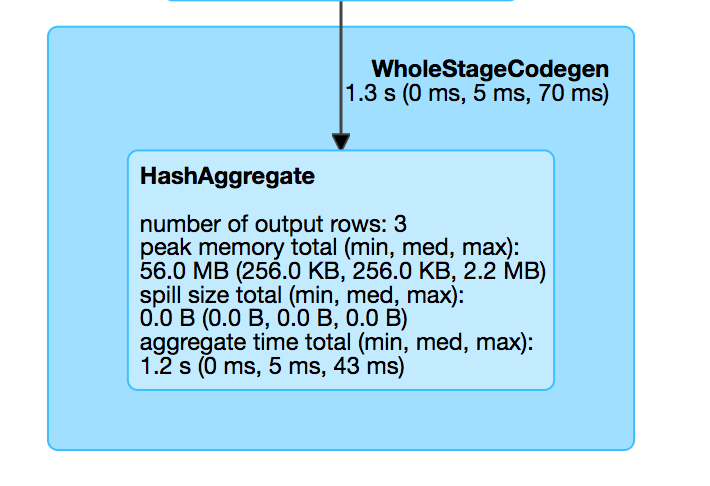 WholeStageCodegen
1.3 s (0 ms, 5 ms, 70 ms)
HashAggregate
number of output rows: 3
peak memory total (min, med, max):
56.0 MB (256.0 KB, 256.0 KB, 2.2 MB)
spill size total (min, med, max):
0.0 B (0.0 B, 0.0 B, 0.0 B)
aggregate time total (min, med, max):
1.2 s (0 ms, 5 ms, 43 ms)